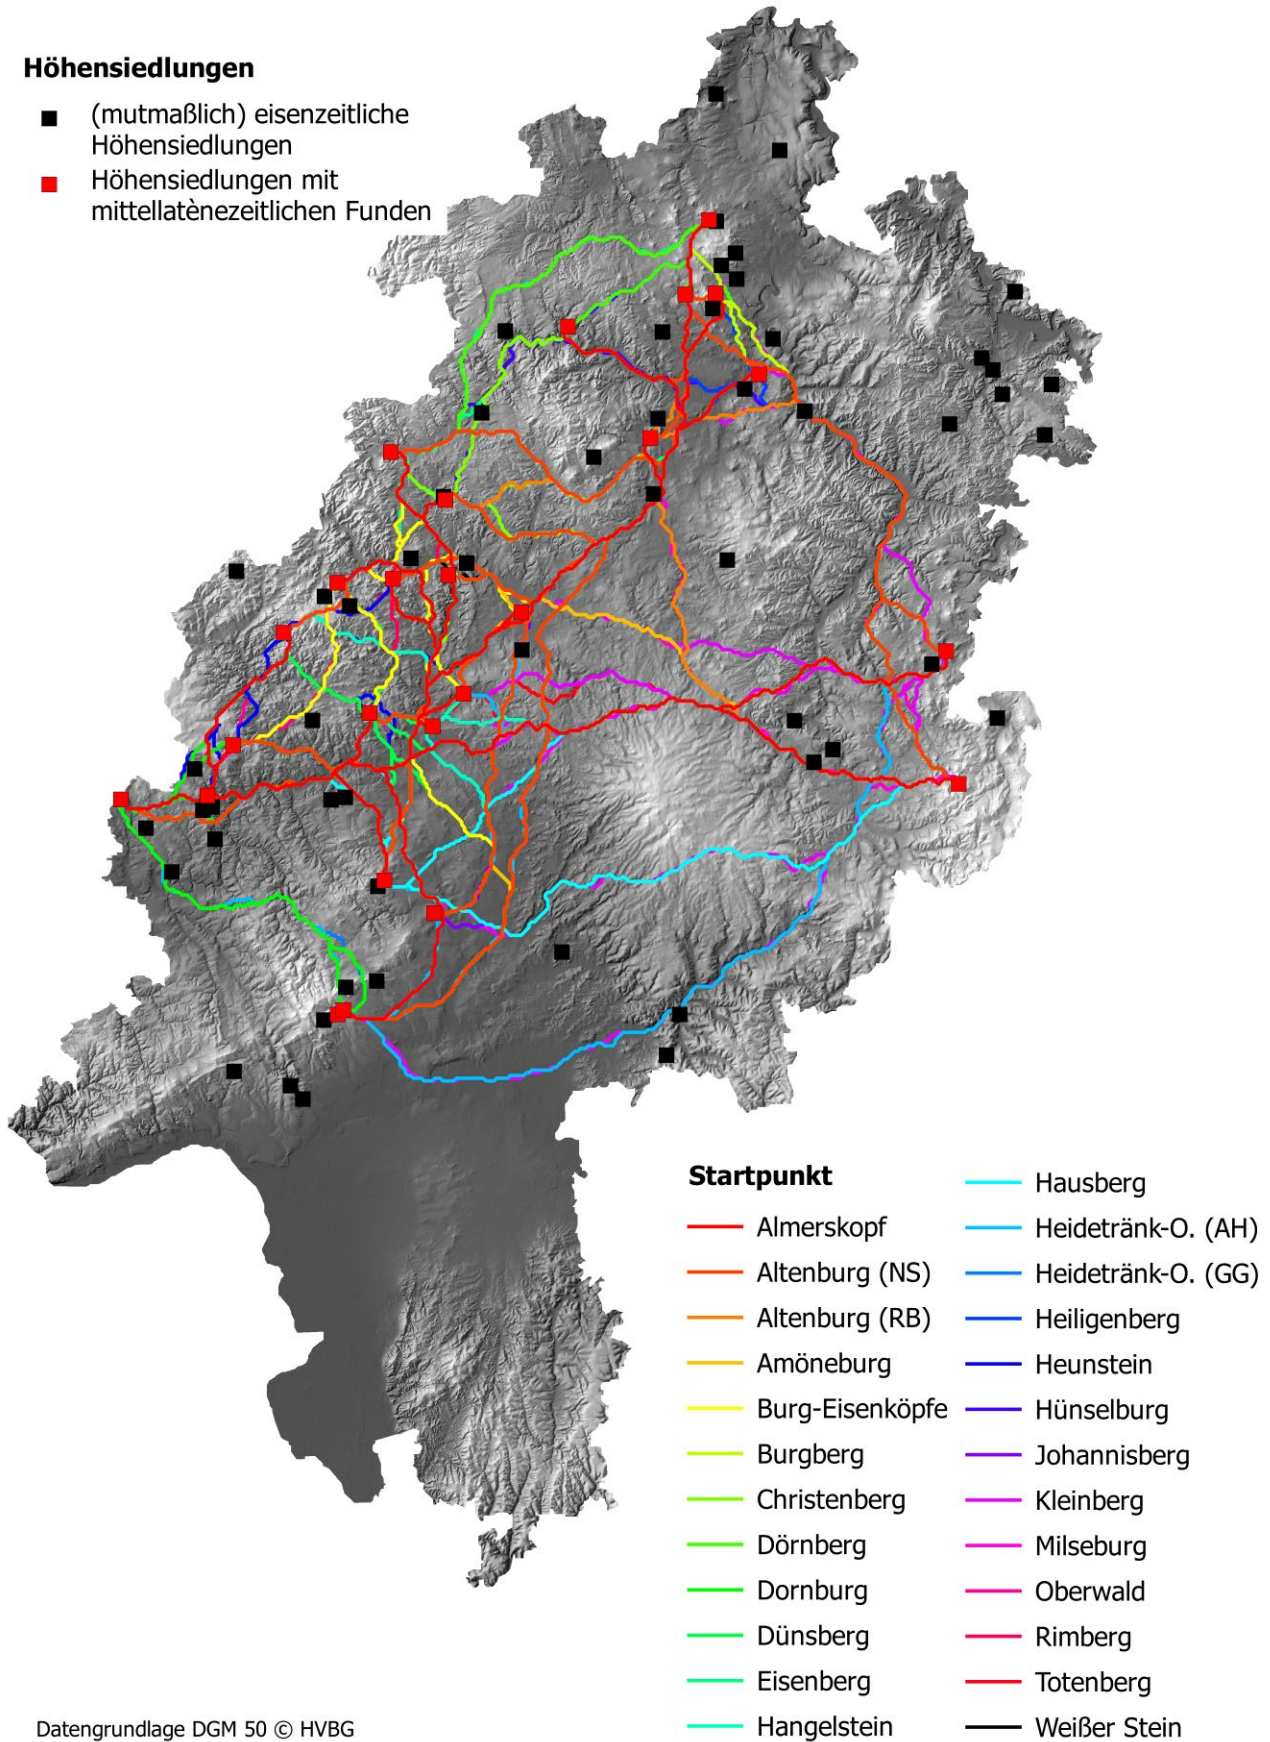 Höhensiedlungen
(mutmaßlich) eisenzeitliche
Höhensiedlungen
Höhensiedlungen mit
mittellatènezeitlichen Funden
Startpunkt
Almerskopf
Altenburg (NS)
Altenburg (RB)
Amöneburg
Burg-Eisenköpfe
Burgberg
Christenberg
Dörnberg
Dornburg
Dünsberg
Eisenberg
Hangelstein
Hausberg
Heidetränk-O. (AH)
Heidetränk-O. (GG)
Heiligenberg
Heunstein
Hünselburg
Johannisberg
Kleinberg
Milseburg
Oberwald
Rimberg
Totenberg
Weißer Stein
Datengrundlage DGM 50 © HVBG